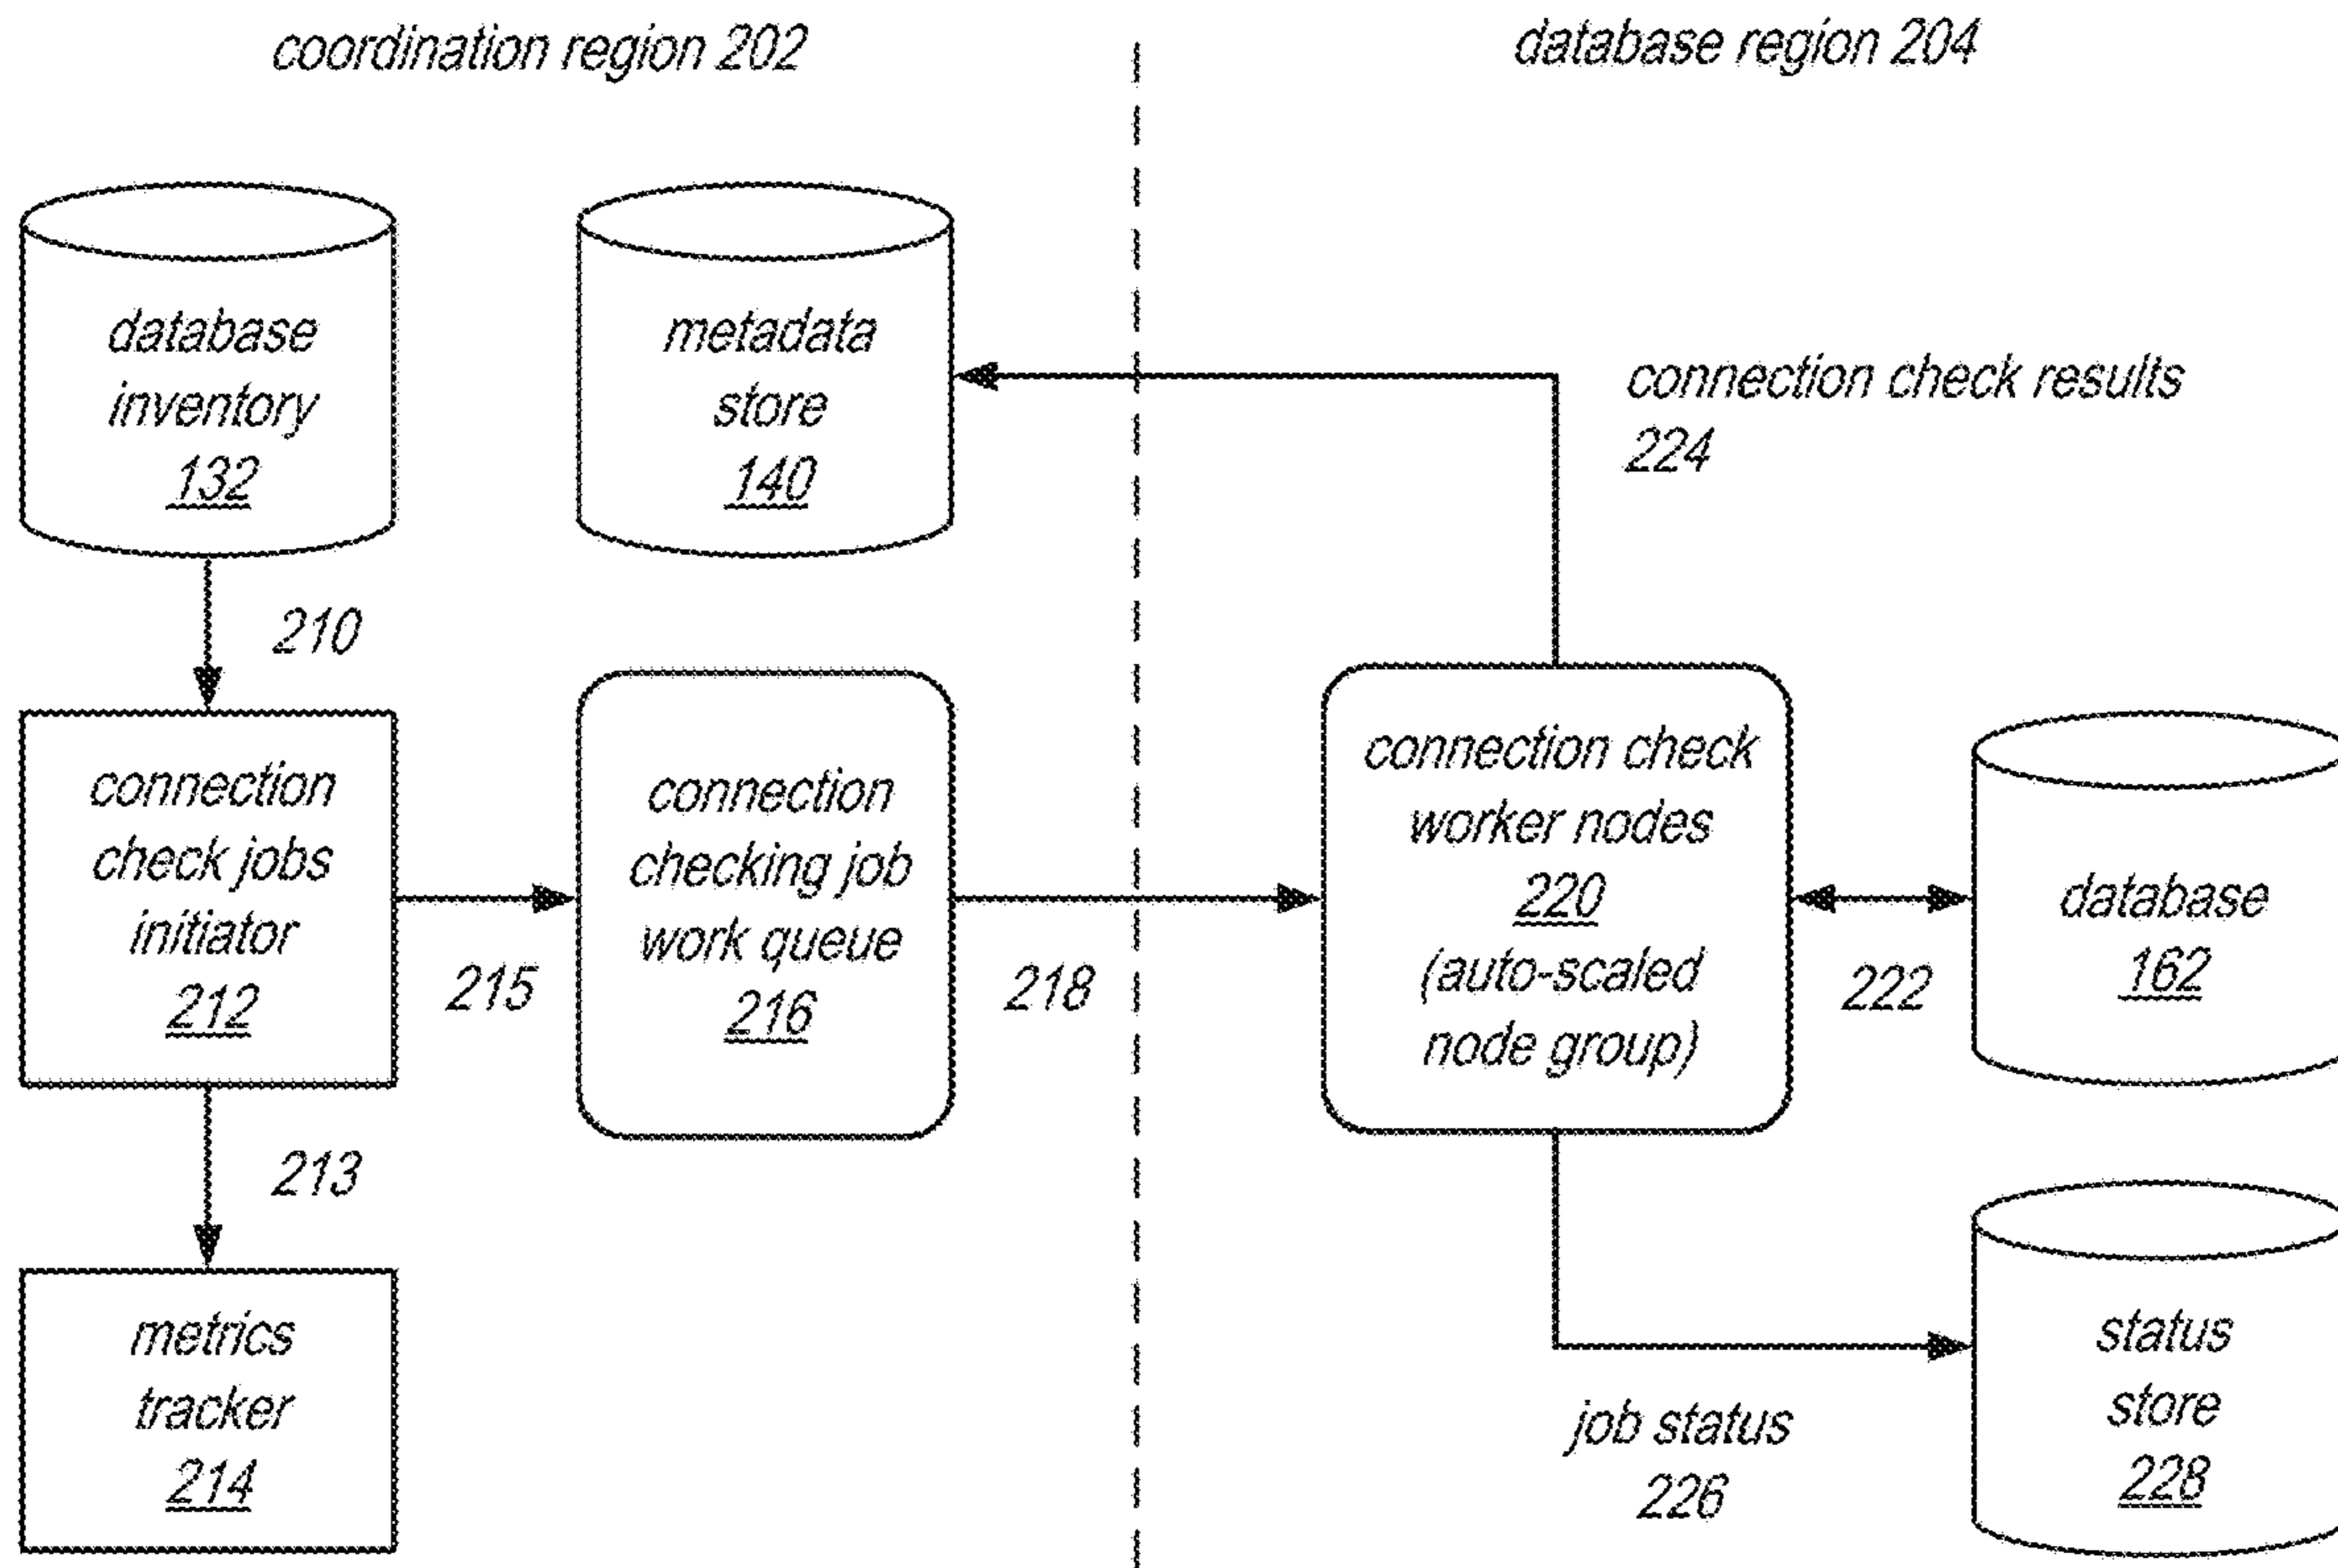 coordination region 202
database region 204
database
inventory
132
metadata
store
140
connection check results
224
210
connection
check jobs
initiator
212
215
connection
checking job
work queue
216
218
connection check
worker nodes
220
(auto-scaled
node group)
222
database
162
213
metrics
tracker
214
job status
226
status
store
228